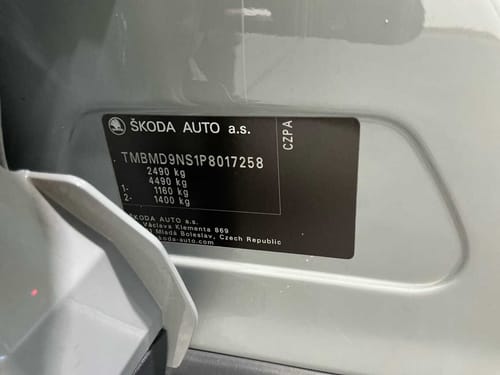 ŠKODA AUTO a.s.
CZPA
TMBMD9NS1P8017258
2490 kg
4490 kg
1- 1160 kg
2- 1400 kg
ŠKODA AUTO a.s.
Václava Klementa 869
Mladá Boleslav, Czech Republic
skoda-auto.com